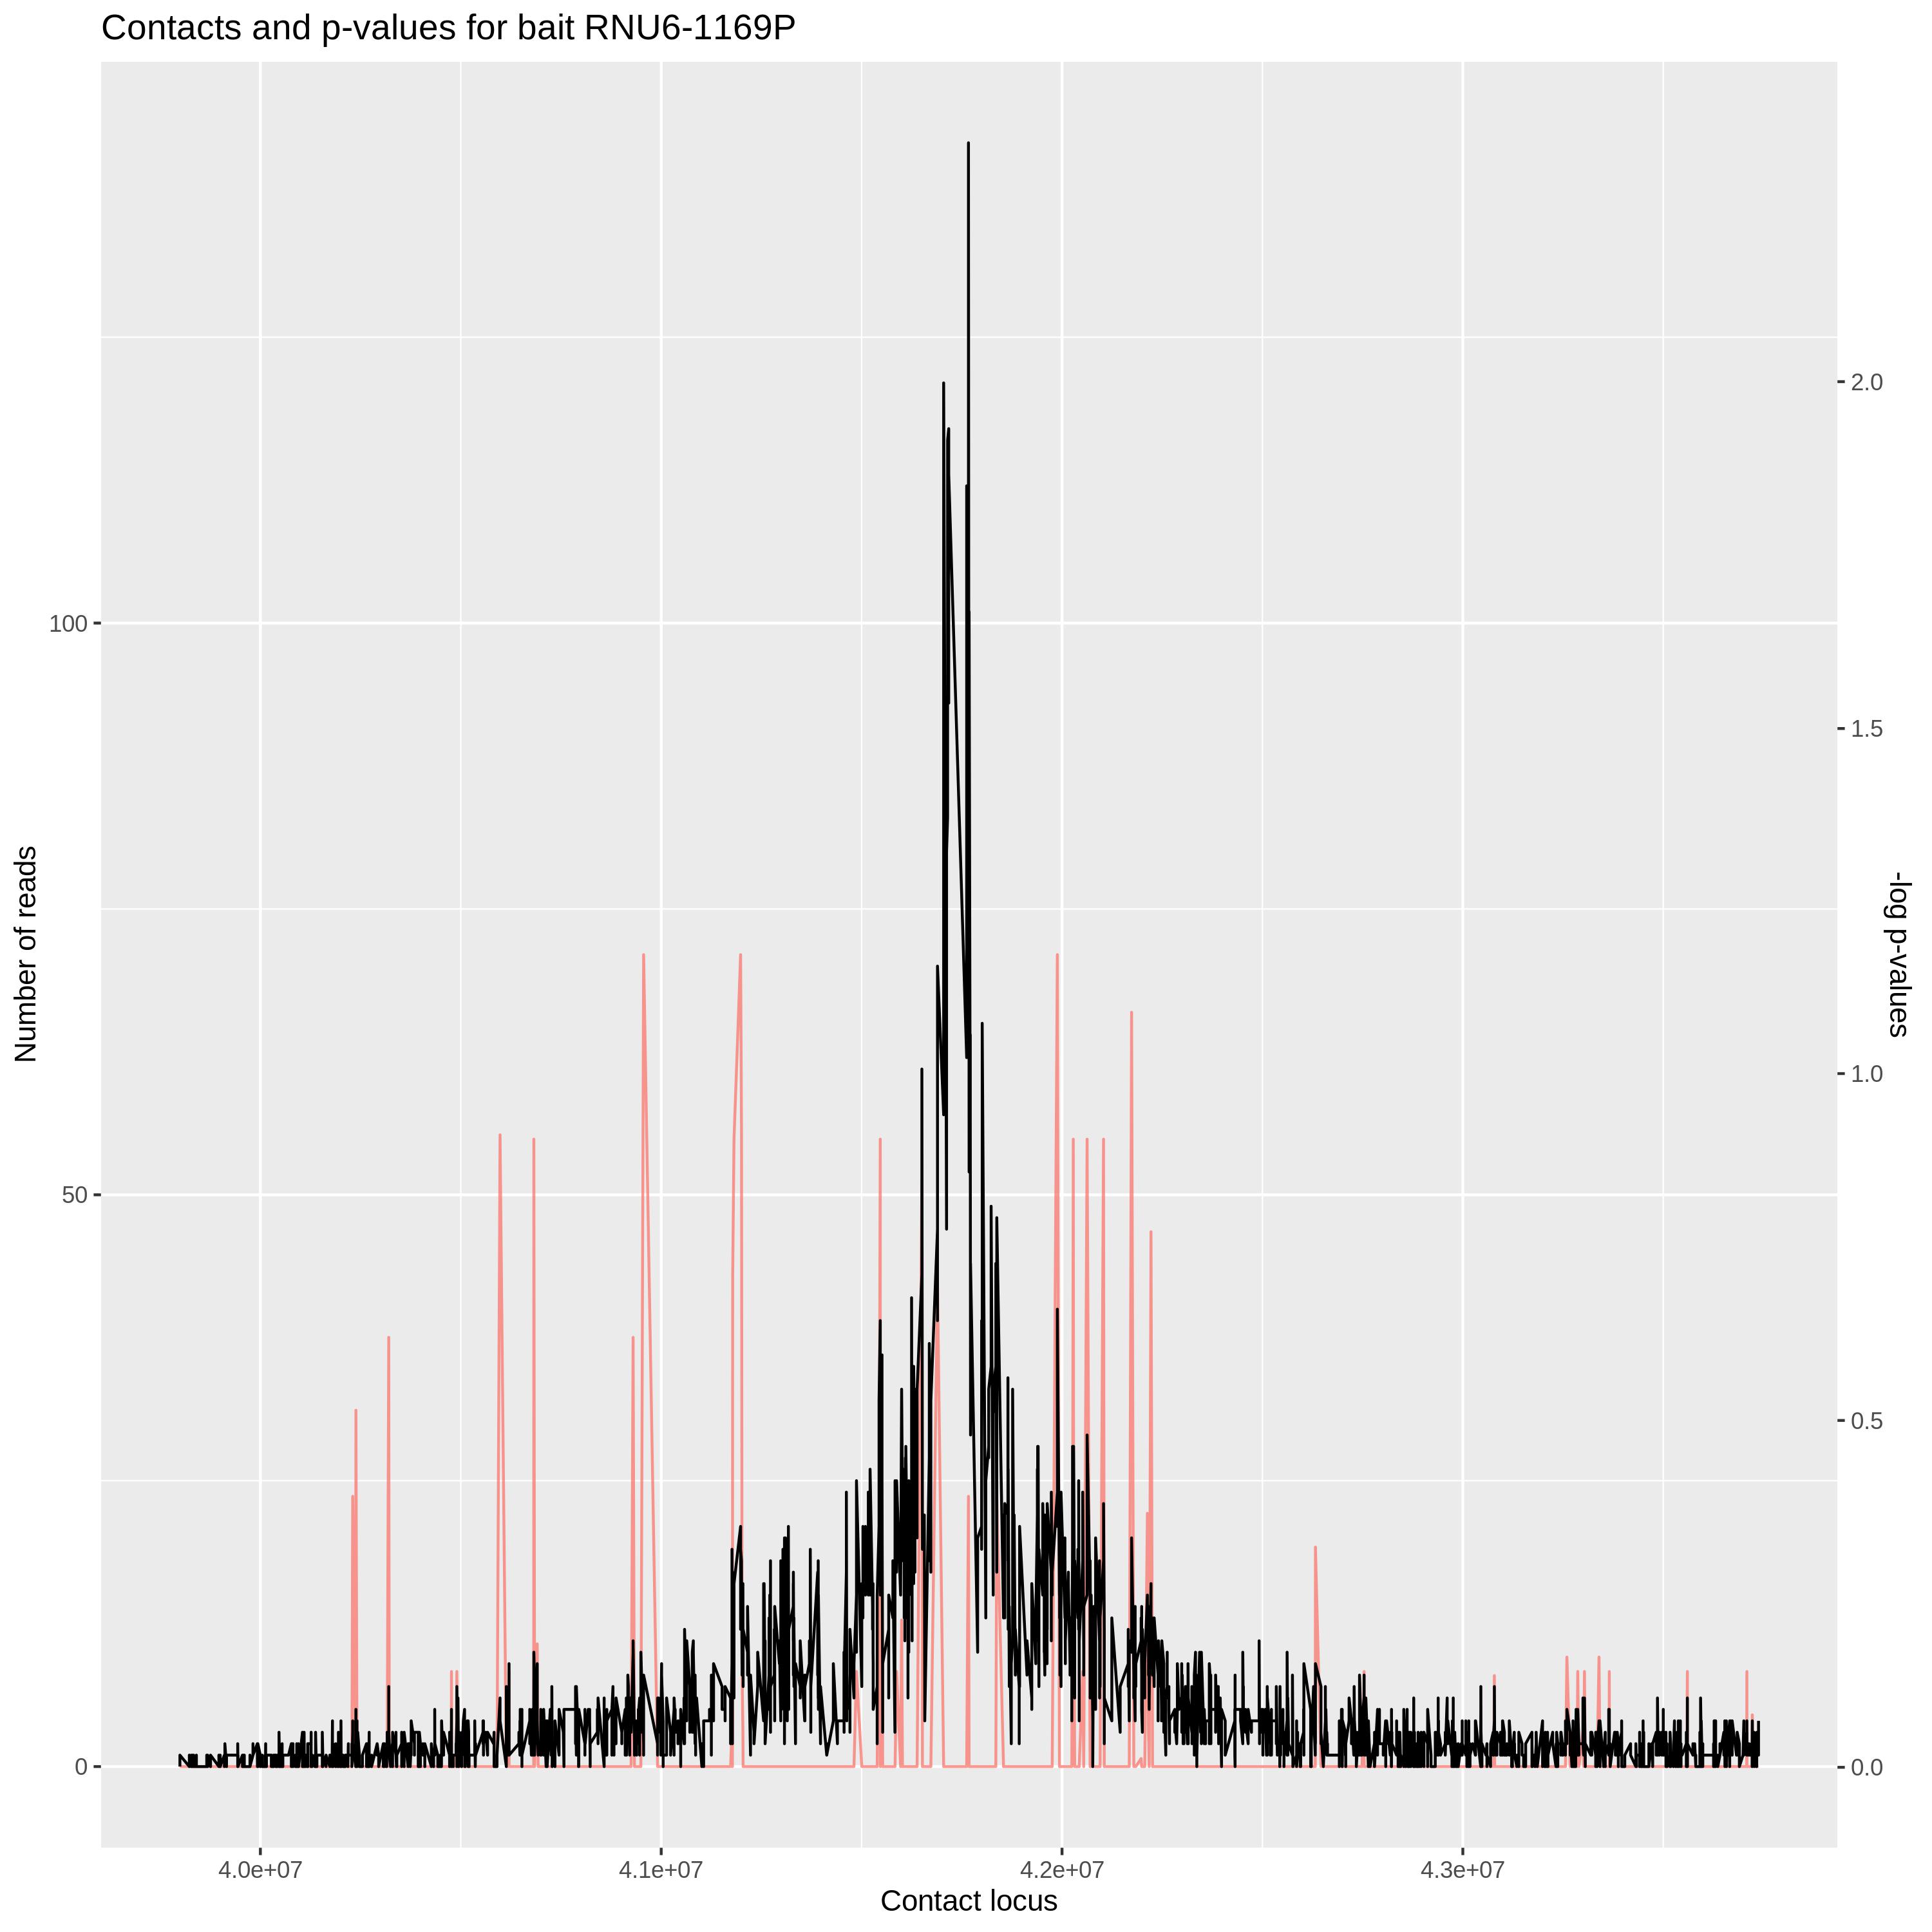 Contacts and p-values for bait RNU6-1169P
Number of reads
100
50
0
2.0
1.5
1.0
0.5
0.0
-log p-values
4.0e+07
4.1e+07
4.2e+07
4.3e+07
Contact locus